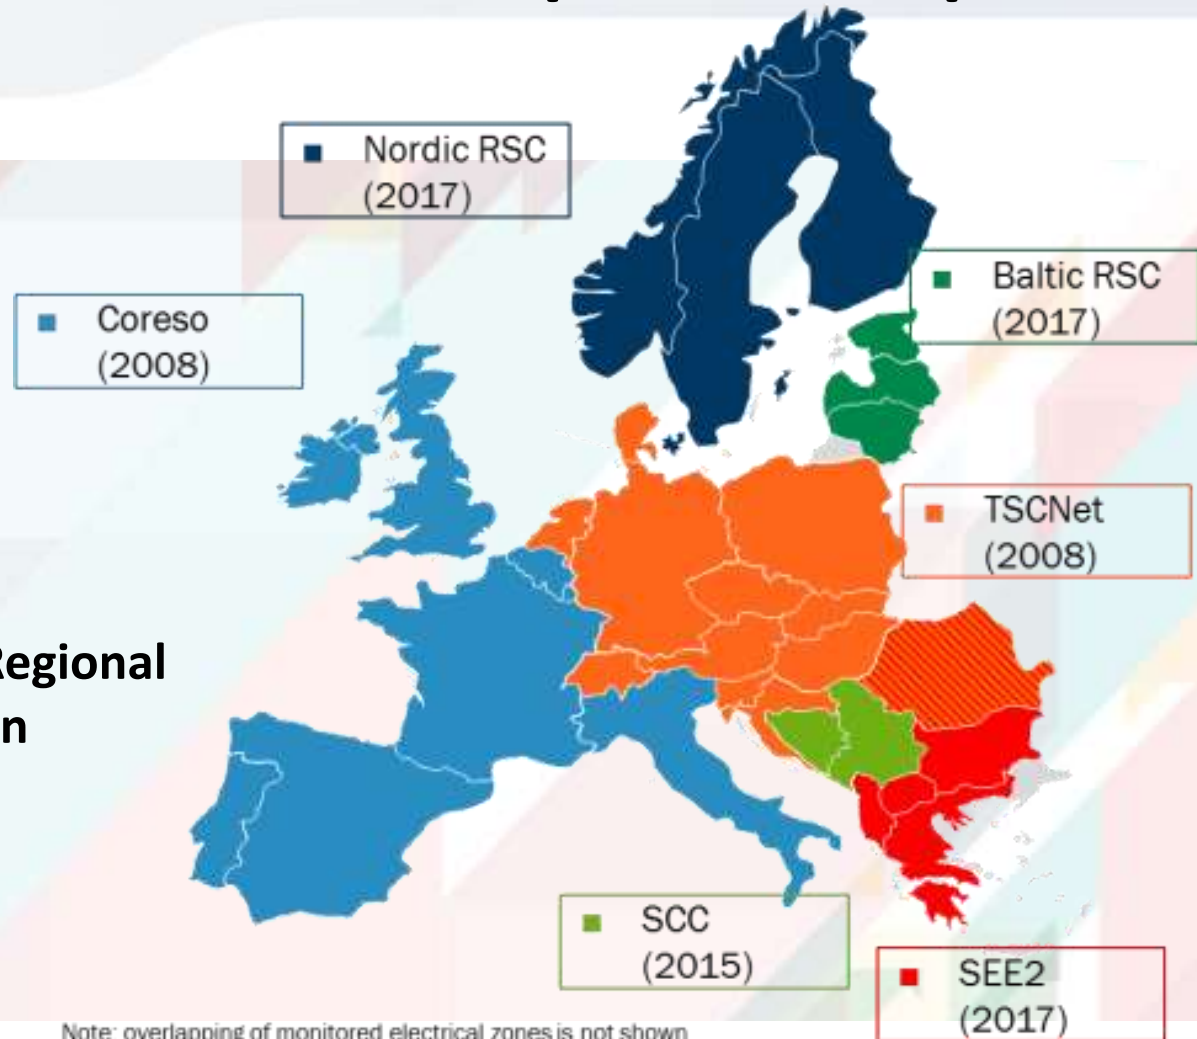 Nordic RSC
(2017)
Baltic RSC
(2017)
Coreso
(2008)
TSCNet
(2008)
Regional
n
SCC
(2015)
SEE2
(2017)
Note: overlapping of monitored electrical zones is not shown